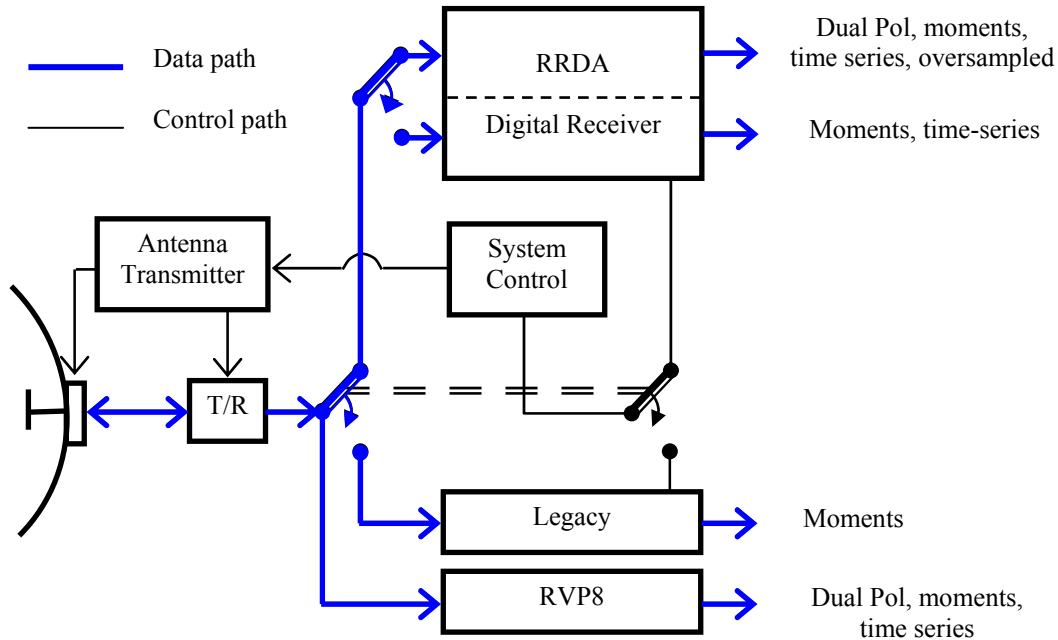 Data path
Control path
RRDA
Digital Receiver
Dual Pol, moments,
time series, oversampled
Moments, time-series
Antenna
Transmitter
System
Control
T/R
Legacy
Moments
RVP8
Dual Pol, moments,
time series